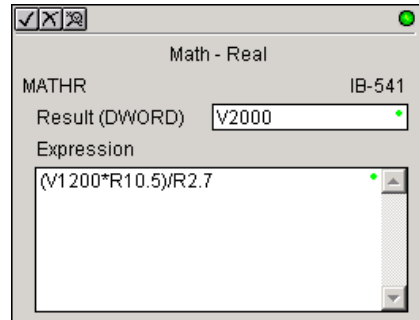 Math - Real
MATHR IB-541
Result (DWORD) V2000
Expression
(V1200*R10.5)/R2.7